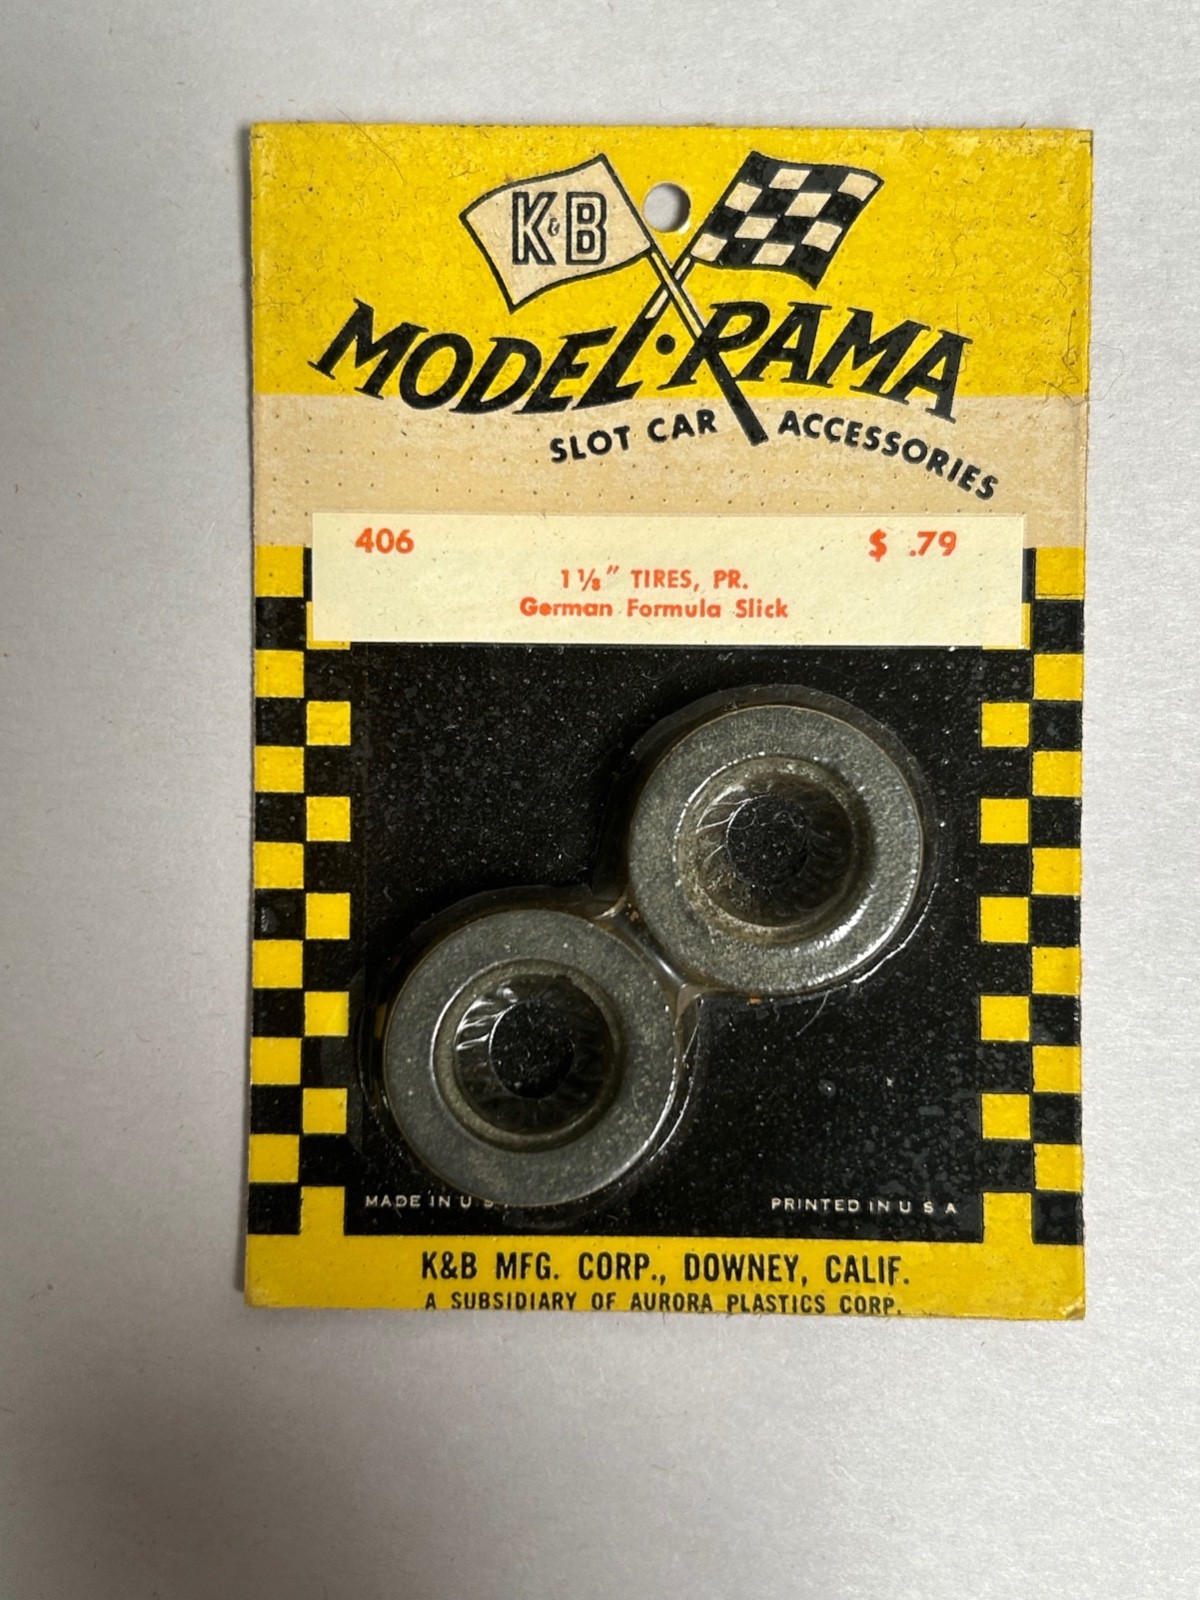 K&B
MODEL·RAMA
SLOT CAR ACCESSORIES
406 $ .79
1 ⅛" TIRES, PR.
German Formula Slick
MADE IN U S
PRINTED IN U S A
K&B MFG. CORP., DOWNEY, CALIF.
A SUBSIDIARY OF AURORA PLASTICS CORP.